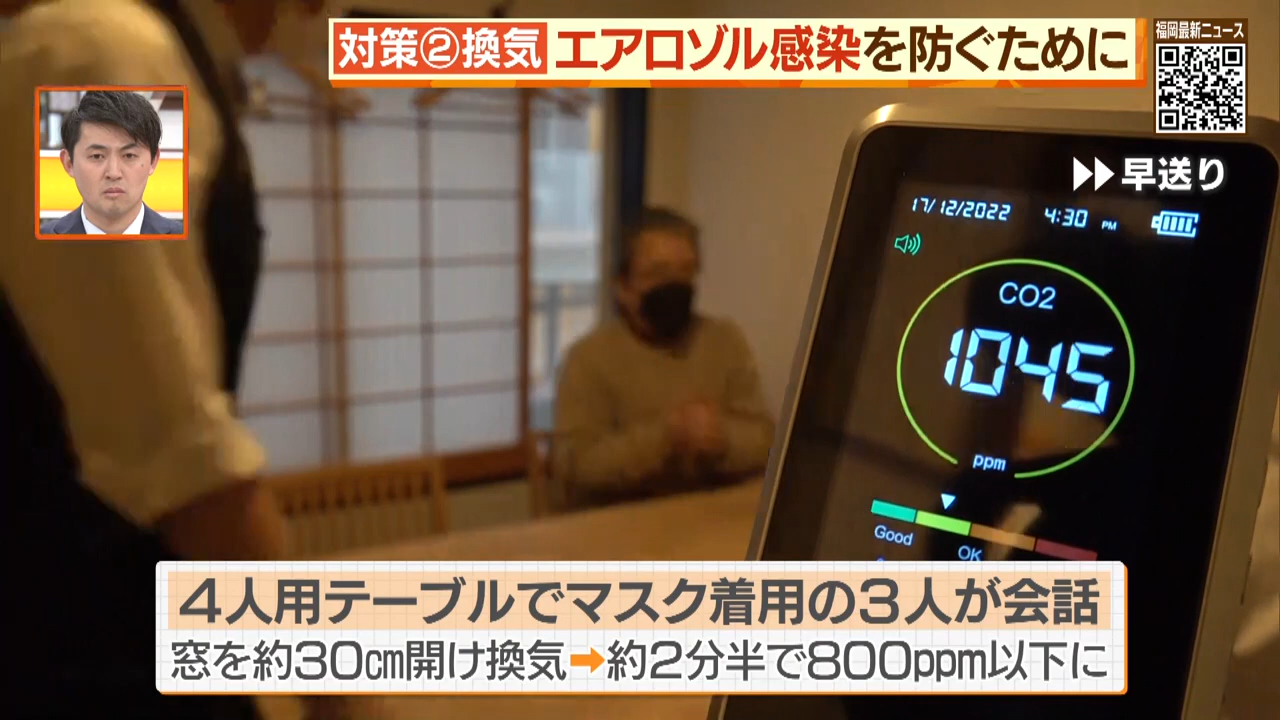 対策②換気 エアロゾル感染を防ぐために
福岡最新ニュース
早送り
17/12/2022 4:30 PM
CO2
1045
ppm
Good
OK
4人用テーブルでマスク着用の3人が会話
窓を約30㎝開け換気➡約2分半で800ppm以下に